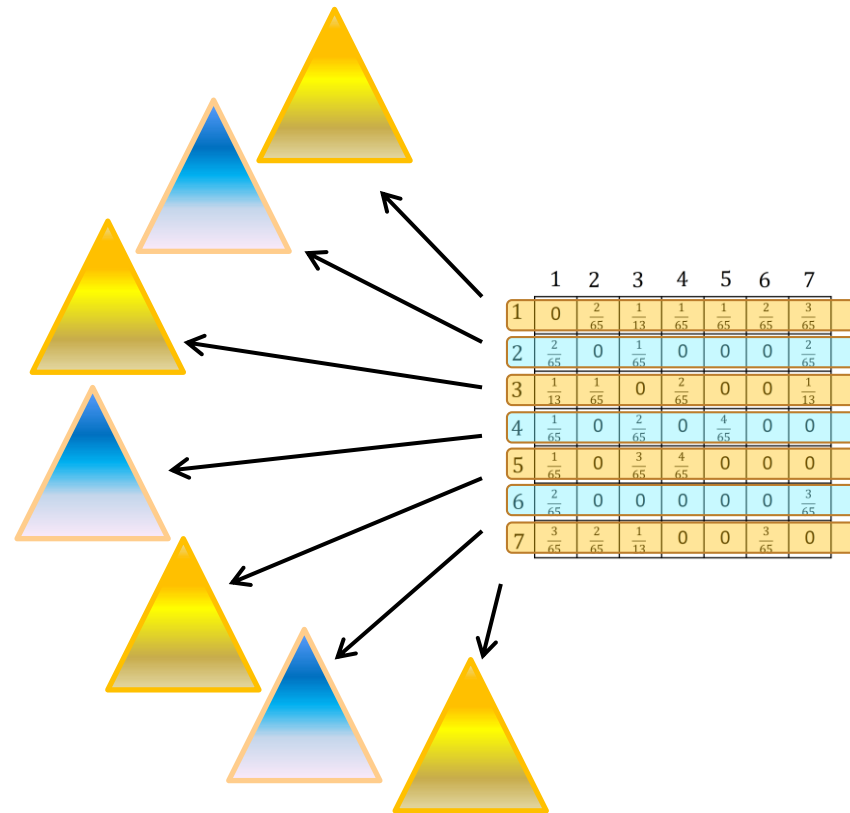 1 2 3 4 5 6 7
1 0 2/65 1/13 1/65 1/65 2/65 3/65
2 2/65 0 1/65 0 0 0 2/65
3 1/13 1/65 0 2/65 0 0 1/13
4 1/65 0 2/65 0 4/65 0 0
5 1/65 0 3/65 4/65 0 0 0
6 2/65 0 0 0 0 0 3/65
7 3/65 2/65 1/13 0 0 3/65 0